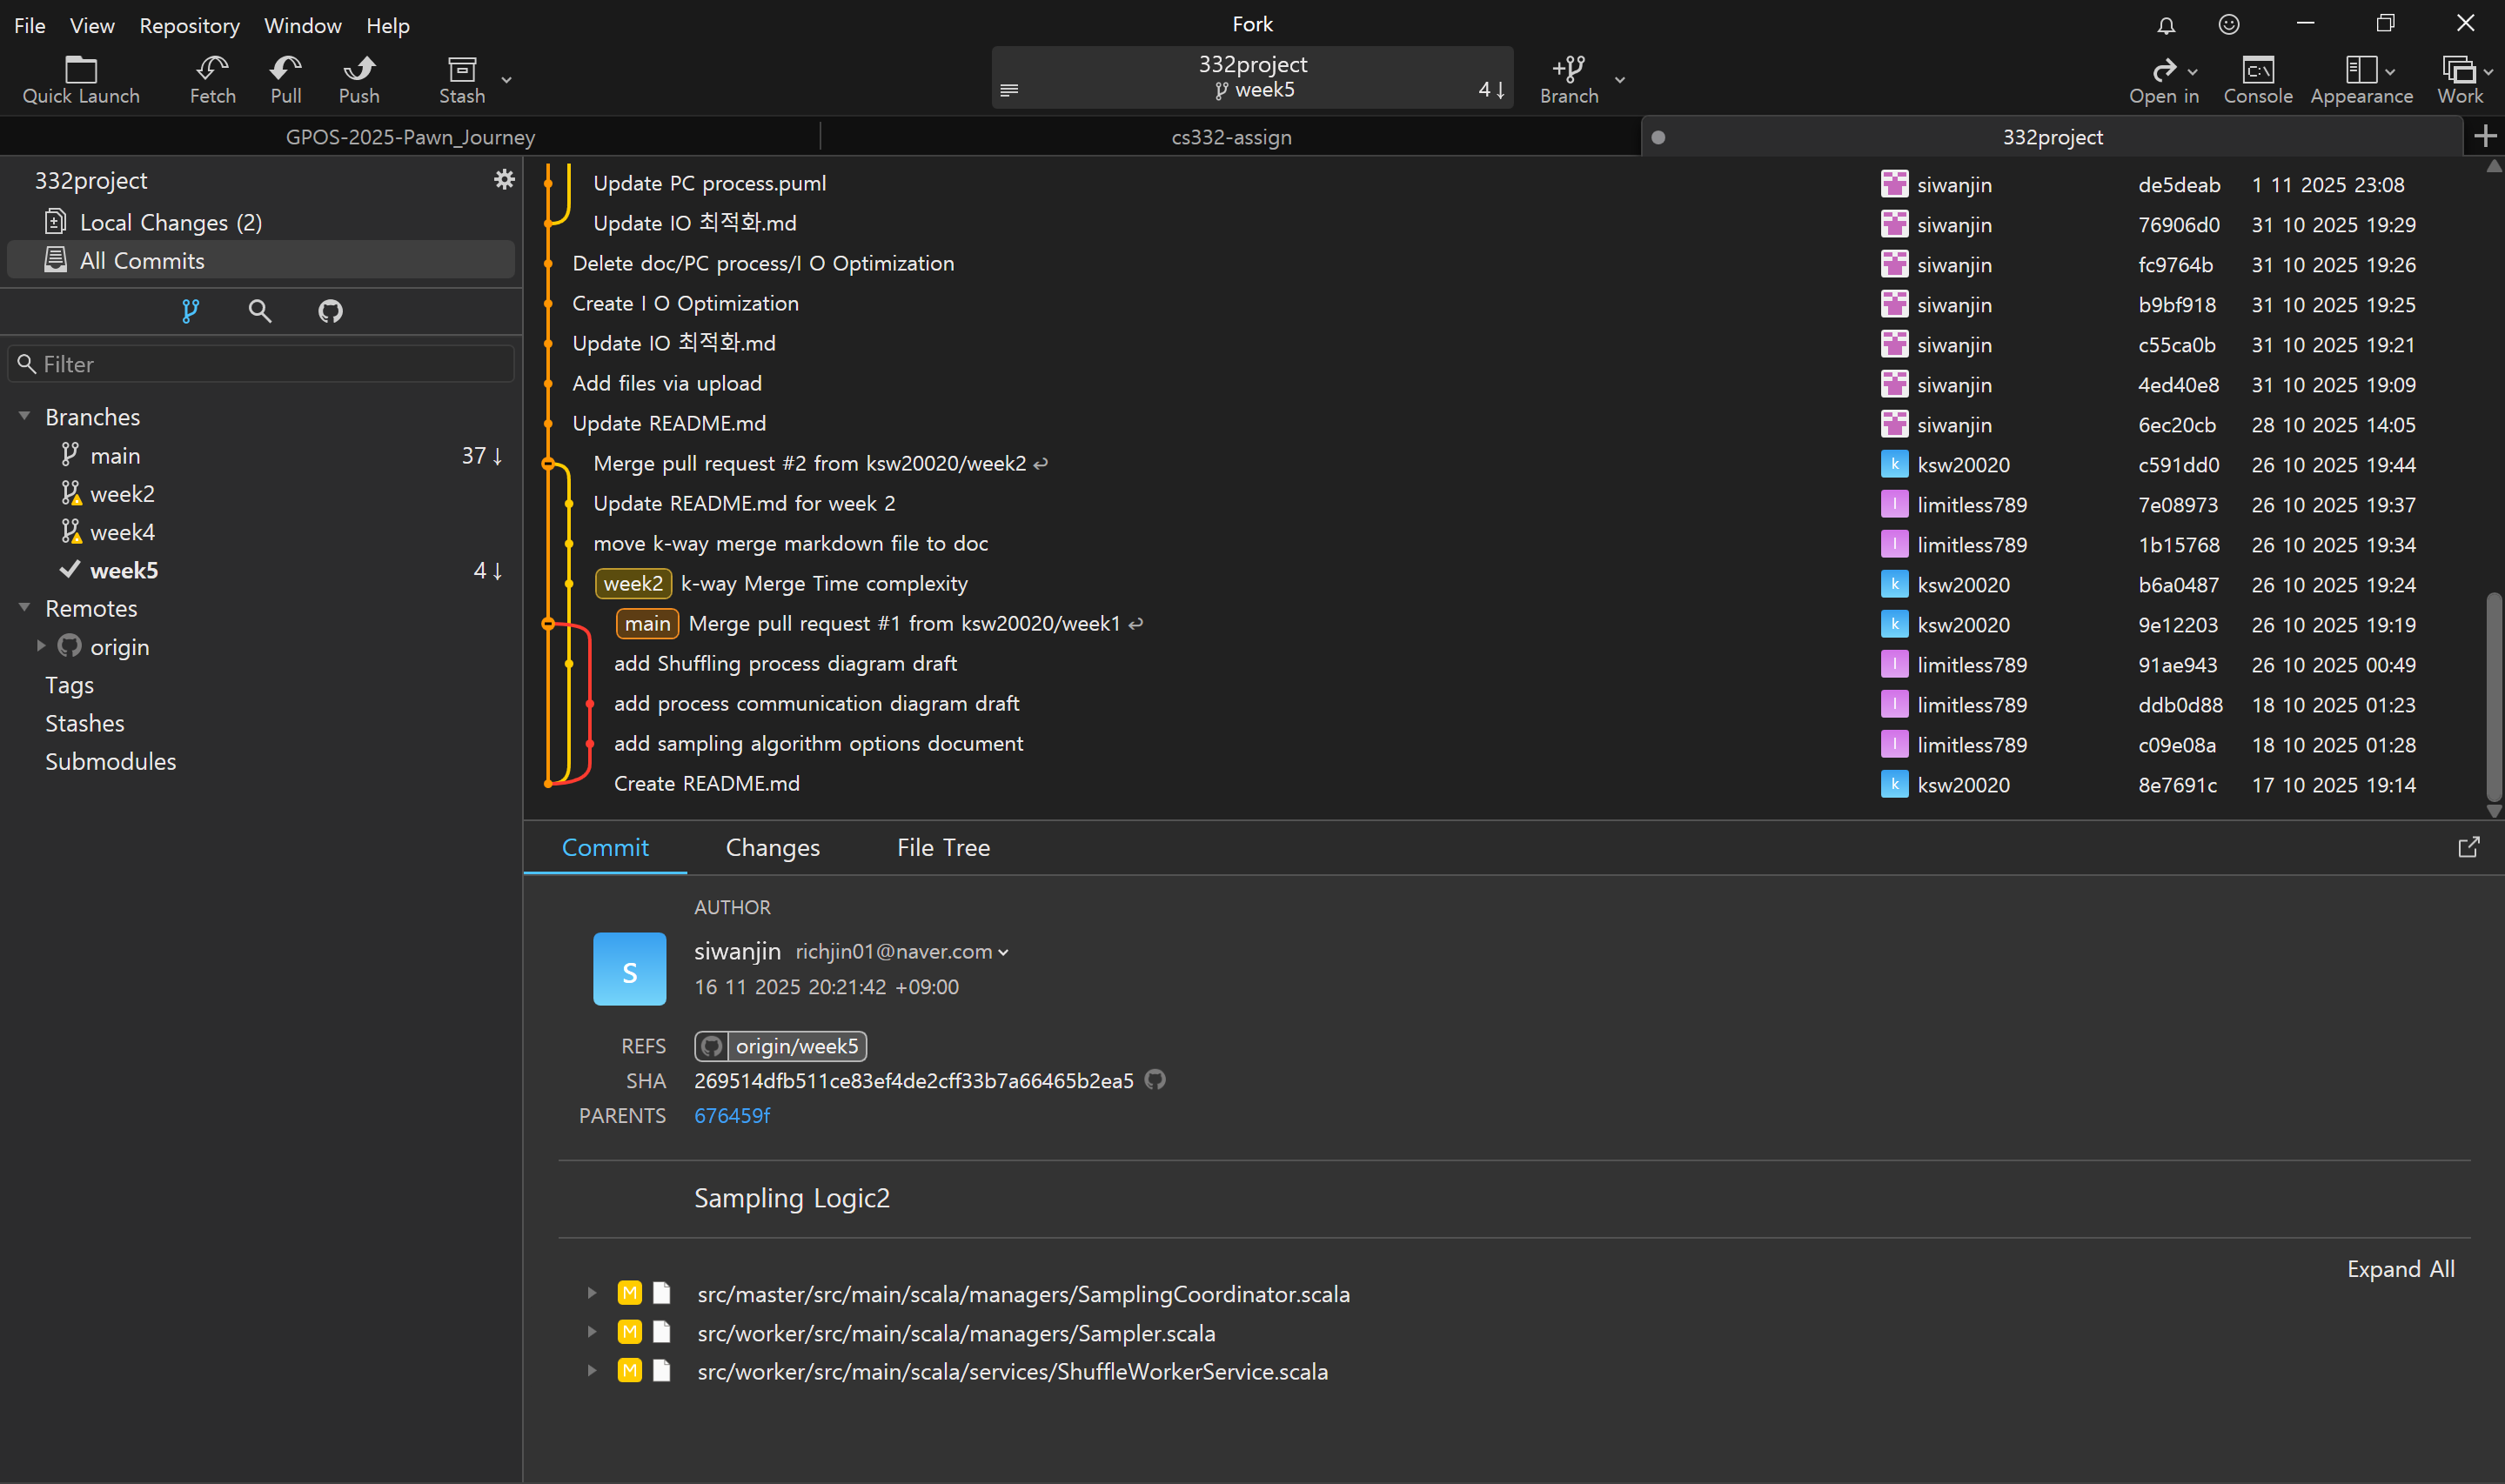 File View Repository Window Help
Fork
Quick Launch
Fetch
Pull
Push
Stash
332project
week5
4↓
Branch
Open in
Console
Appearance
Work
GPOS-2025-Pawn_Journey
cs332-assign
332project
332project
Local Changes (2)
All Commits
Filter
Branches
main 37↓
week2
week4
week5 4↓
Remotes
origin
Tags
Stashes
Submodules
Update PC process.puml siwanjin de5deab 1 11 2025 23:08
Update IO 최적화.md siwanjin 76906d0 31 10 2025 19:29
Delete doc/PC process/I O Optimization siwanjin fc9764b 31 10 2025 19:26
Create I O Optimization siwanjin b9bf918 31 10 2025 19:25
Update IO 최적화.md siwanjin c55ca0b 31 10 2025 19:21
Add files via upload siwanjin 4ed40e8 31 10 2025 19:09
Update README.md siwanjin 6ec20cb 28 10 2025 14:05
Merge pull request #2 from ksw20020/week2 k ksw20020 c591dd0 26 10 2025 19:44
Update README.md for week 2 l limitless789 7e08973 26 10 2025 19:37
move k-way merge markdown file to doc l limitless789 1b15768 26 10 2025 19:34
week2 k-way Merge Time complexity k ksw20020 b6a0487 26 10 2025 19:24
main Merge pull request #1 from ksw20020/week1 k ksw20020 9e12203 26 10 2025 19:19
add Shuffling process diagram draft l limitless789 91ae943 26 10 2025 00:49
add process communication diagram draft l limitless789 ddb0d88 18 10 2025 01:23
add sampling algorithm options document l limitless789 c09e08a 18 10 2025 01:28
Create README.md k ksw20020 8e7691c 17 10 2025 19:14
Commit Changes File Tree
AUTHOR
S
siwanjin richjin01@naver.com
16 11 2025 20:21:42 +09:00
REFS origin/week5
SHA 269514dfb511ce83ef4de2cff33b7a66465b2ea5
PARENTS 676459f
Sampling Logic2
Expand All
M src/master/src/main/scala/managers/SamplingCoordinator.scala
M src/worker/src/main/scala/managers/Sampler.scala
M src/worker/src/main/scala/services/ShuffleWorkerService.scala